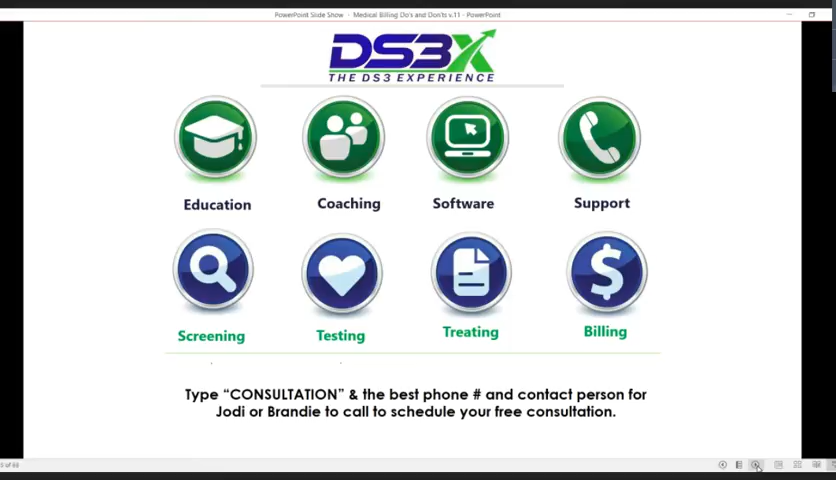 PowerPoint Slide Show - Medical Billing Do's and Don'ts v.11 - PowerPoint
DS3X
THE DS3 EXPERIENCE
Education Coaching Software Support
$
Screening Testing Treating Billing
Type “CONSULTATION” & the best phone # and contact person for
Jodi or Brandie to call to schedule your free consultation.